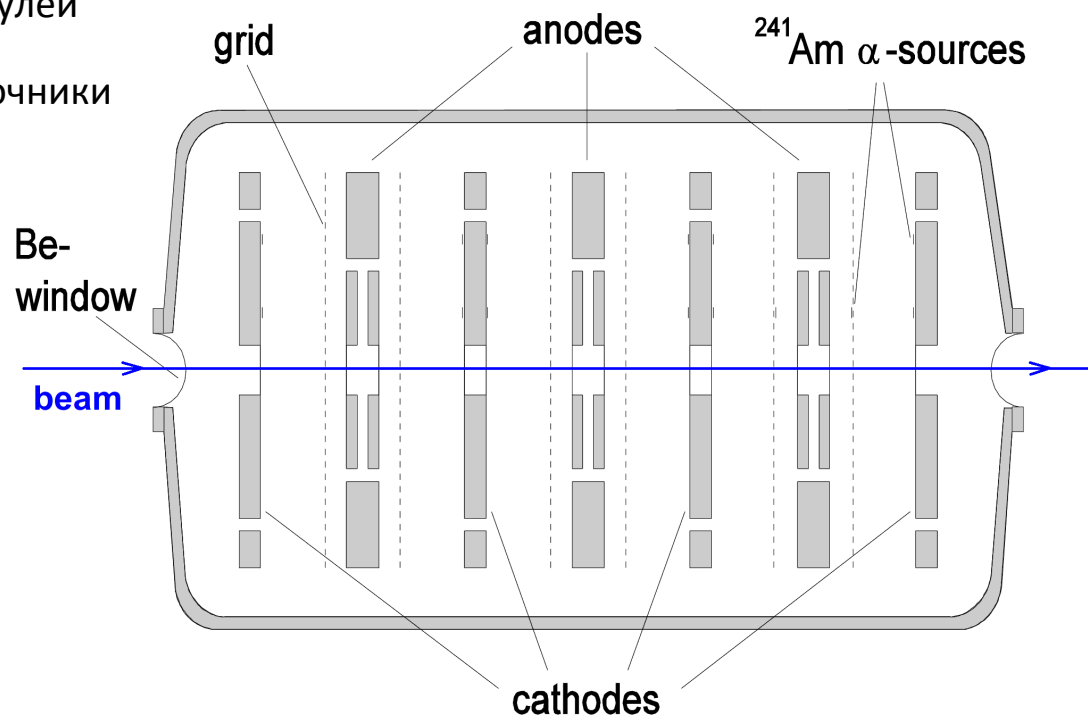 grid
anodes
²⁴¹Am α-sources
Be-
window
beam
cathodes